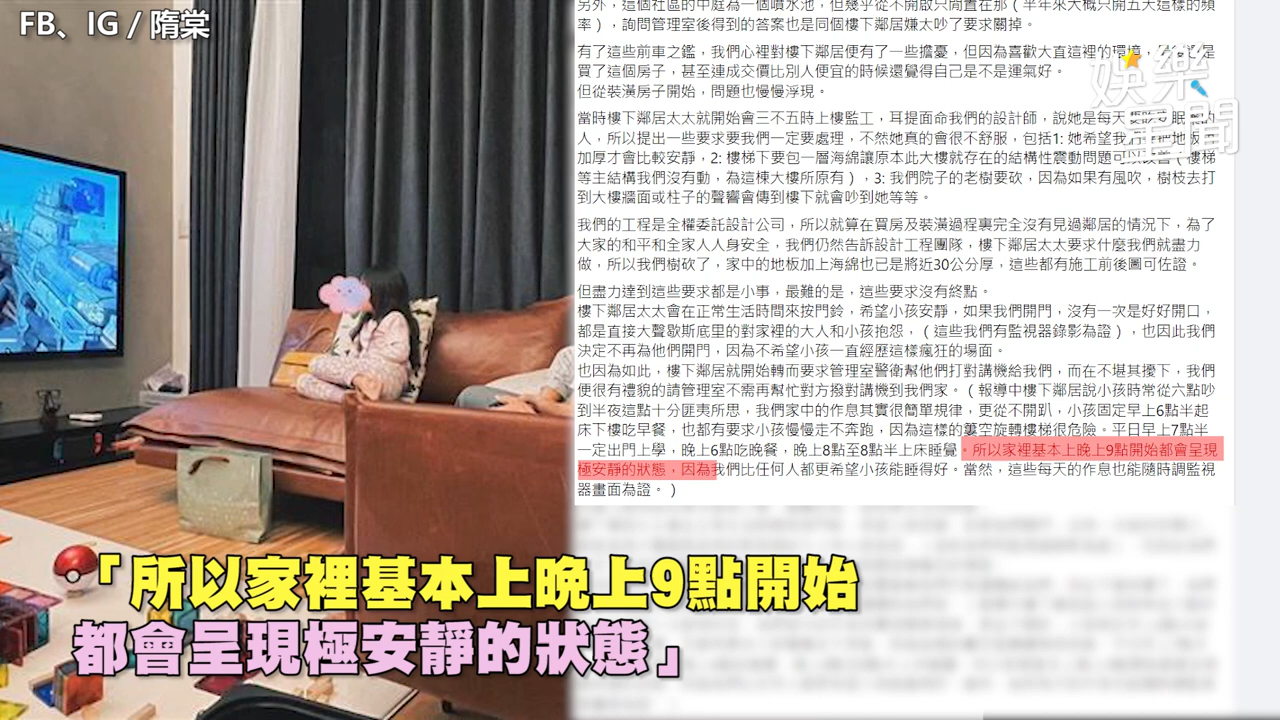 FB、IG / 隋棠
另外，這個社區的中庭為一個噴水池，但幾乎從不開啟只閒置在那（半年來大概只開五天這樣的頻
率），詢問管理室後得到的答案也是同個樓下鄰居嫌太吵了要求關掉。
有了這些前車之鑑，我們心裡對樓下鄰居便有了一些擔憂，但因為喜歡大直這裡的環境，是
買了這個房子，甚至連成交價比別人便宜的時候還覺得自己是不是運氣好。
但從裝潢房子開始，問題也慢慢浮現。
娛樂星聞
當時樓下鄰居太太就開始會三不五時上樓監工，耳提面命我們的設計師，說她是每天要吃眠的
人，所以提出一些要求要我們一定要處理，不然她真的會很不舒服，包括1: 她希望我把地
加厚才會比較安靜，2: 樓梯下要包一層海綿讓原本此大樓就存在的結構性震動問題可以改善（樓梯
等主結構我們沒有動，為這棟大樓所原有），3: 我們院子的老樹要砍，因為如果有風吹，樹枝去打
到大樓牆面或柱子的聲響會傳到樓下就會吵到她等等。
我們的工程是全權委託設計公司，所以就算在買房及裝潢過程裏完全沒有見過鄰居的情況下，為了
大家的和平和全家人人身安全，我們仍然告訴設計工程團隊，樓下鄰居太太要求什麼我們就盡力
做，所以我們樹砍了，家中的地板加上海綿也已是將近30公分厚，這些都有施工前後圖可佐證。
但盡力達到這些要求都是小事，最難的是，這些要求沒有終點。
樓下鄰居太太會在正常生活時間來按門鈴，希望小孩安靜，如果我們開門，沒有一次是好好開口，
都是直接大聲歇斯底里的對家裡的大人和小孩抱怨，（這些我們有監視器錄影為證），也因此我們
決定不再為他們開門，因為不希望小孩一直經歷這樣瘋狂的場面。
也因為如此，樓下鄰居就開始轉而要求管理室警衛幫他們打對講機給我們，而在不堪其擾下，我們
便很有禮貌的請管理室不需再幫忙對方撥對講機到我們家。（報導中樓下鄰居說小孩時常從六點吵
到半夜這點十分匪夷所思，我們家中的作息其實很簡單規律，更從不開趴，小孩固定早上6點半起
床下樓吃早餐，也都有要求小孩慢慢走不奔跑，因為這樣的簍空旋轉樓梯很危險。平日早上7點半
一定出門上學，晚上6點吃晚餐，晚上8點至8點半上床睡覺。所以家裡基本上晚上9點開始都會呈現
極安靜的狀態，因為我們比任何人都更希望小孩能睡得好。當然，這些每天的作息也能隨時調監視
器畫面為證。）
「所以家裡基本上晚上9點開始
都會呈現極安靜的狀態」